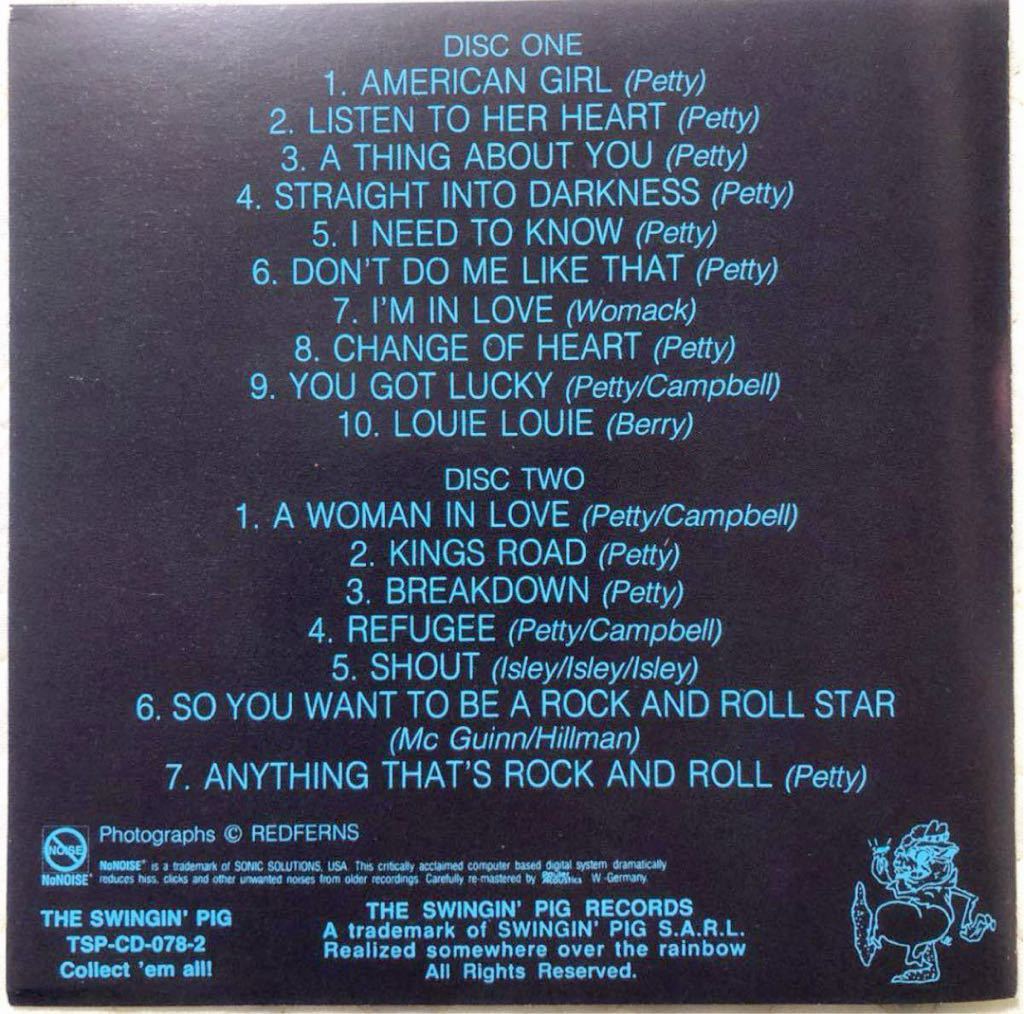 DISC ONE
1. AMERICAN GIRL (Petty)
2. LISTEN TO HER HEART (Petty)
3. A THING ABOUT YOU (Petty)
4. STRAIGHT INTO DARKNESS (Petty)
5. I NEED TO KNOW (Petty)
6. DON'T DO ME LIKE THAT (Petty)
7. I'M IN LOVE (Womack)
8. CHANGE OF HEART (Petty)
9. YOU GOT LUCKY (Petty/Campbell)
10. LOUIE LOUIE (Berry)
DISC TWO
1. A WOMAN IN LOVE (Petty/Campbell)
2. KINGS ROAD (Petty)
3. BREAKDOWN (Petty)
4. REFUGEE (Petty/Campbell)
5. SHOUT (Isley/Isley/Isley)
6. SO YOU WANT TO BE A ROCK AND ROLL STAR
(Mc Guinn/Hillman)
7. ANYTHING THAT'S ROCK AND ROLL (Petty)
NOISE
Photographs © REDFERNS
NoNOISE® is a trademark of SONIC SOLUTIONS, USA. This critically acclaimed computer based digital system dramatically
NoNOISE® reduces hiss, clicks and other unwanted noises from older recordings. Carefully re-mastered by ACOUSTICS W-Germany.
THE SWINGIN' PIG
TSP-CD-078-2
Collect 'em all!
THE SWINGIN' PIG RECORDS
A trademark of SWINGIN' PIG S.A.R.L.
Realized somewhere over the rainbow
All Rights Reserved.